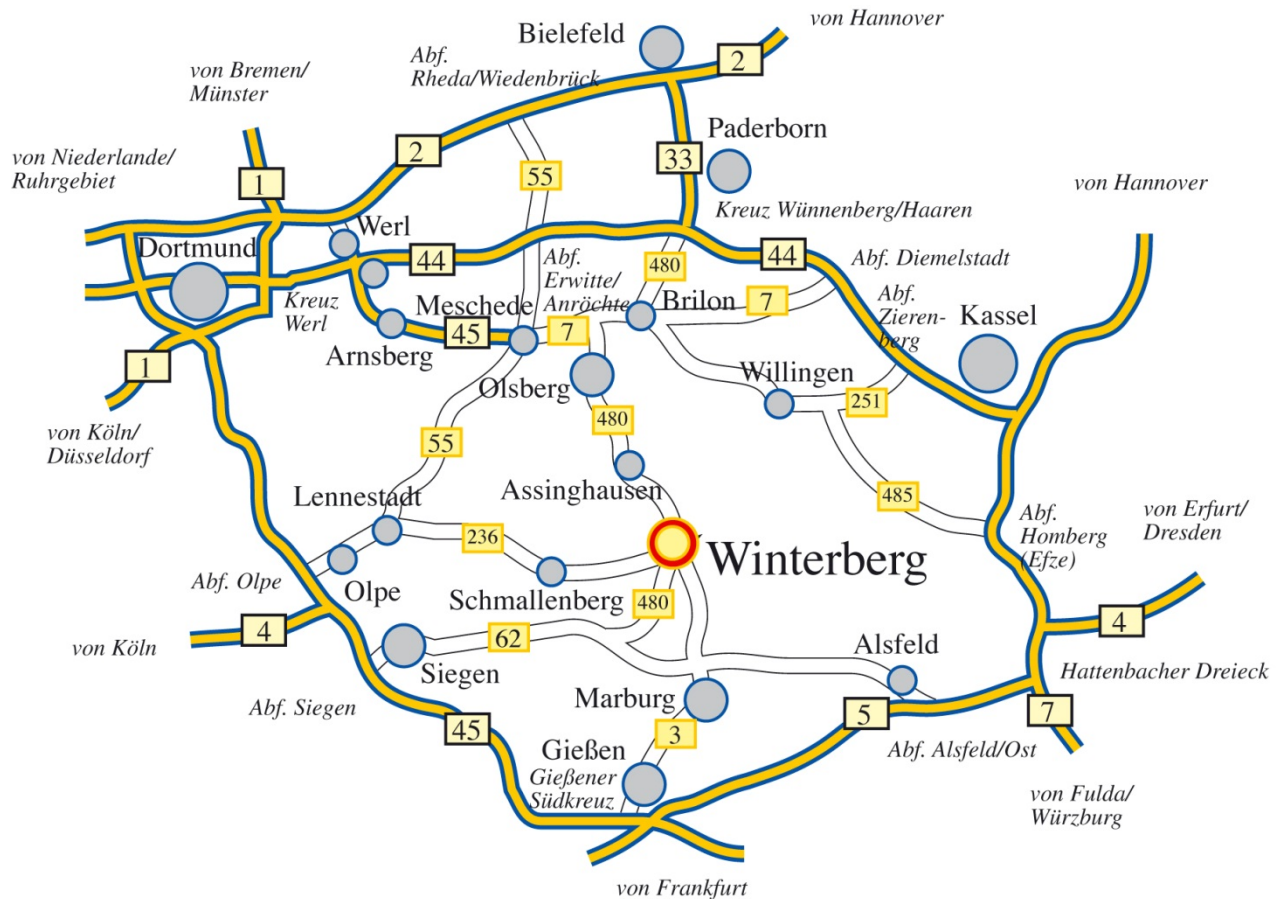 von Hannover
Bielefeld
2
Abf.
Rheda/Wiedenbrück
von Bremen/
Münster
von Niederlande/
Ruhrgebiet
1
2
55
33
Paderborn
von Hannover
Kreuz Wünnenberg/Haaren
Werl
Dortmund
44
480
44
Abf. Diemelstadt
Abf.
Erwitte/
Anröchte
Kreuz
Werl
Meschede
45
7
Brilon
7
Abf.
Zieren-
berg
Kassel
Arnsberg
1
Olsberg
Willingen
251
480
von Köln/
Düsseldorf
55
Assinghausen
485
Lennestadt
236
Abf.
Homberg
(Efze)
von Erfurt/
Dresden
Winterberg
Abf. Olpe
Olpe
Schmallenberg
480
4
62
von Köln
Siegen
4
Alsfeld
Hattenbacher Dreieck
Marburg
Abf. Siegen
45
3
5
7
Abf. Alsfeld/Ost
Gießen
Gießener
Südkreuz
von Fulda/
Würzburg
von Frankfurt